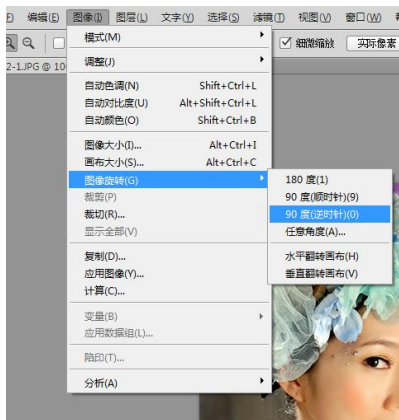 编辑(E) 图像(I) 图层(L) 文字(Y) 选择(S) 滤镜(T) 视图(V) 窗口(W)
细微缩放 实际像素
2-1.JPG @ 10
模式(M)
调整(J)
自动色调(N) Shift+Ctrl+L
自动对比度(U) Alt+Shift+Ctrl+L
自动颜色(O) Shift+Ctrl+B
图像大小(I)... Alt+Ctrl+I
画布大小(S)... Alt+Ctrl+C
图像旋转(G)
180 度(1)
裁剪(P)
90 度(顺时针)(9)
裁切(R)...
90 度(逆时针)(0)
显示全部(V)
任意角度(A)...
复制(D)...
水平翻转画布(H)
应用图像(Y)...
垂直翻转画布(V)
计算(C)...
变量(B)
应用数据组(L)...
陷印(T)...
分析(A)